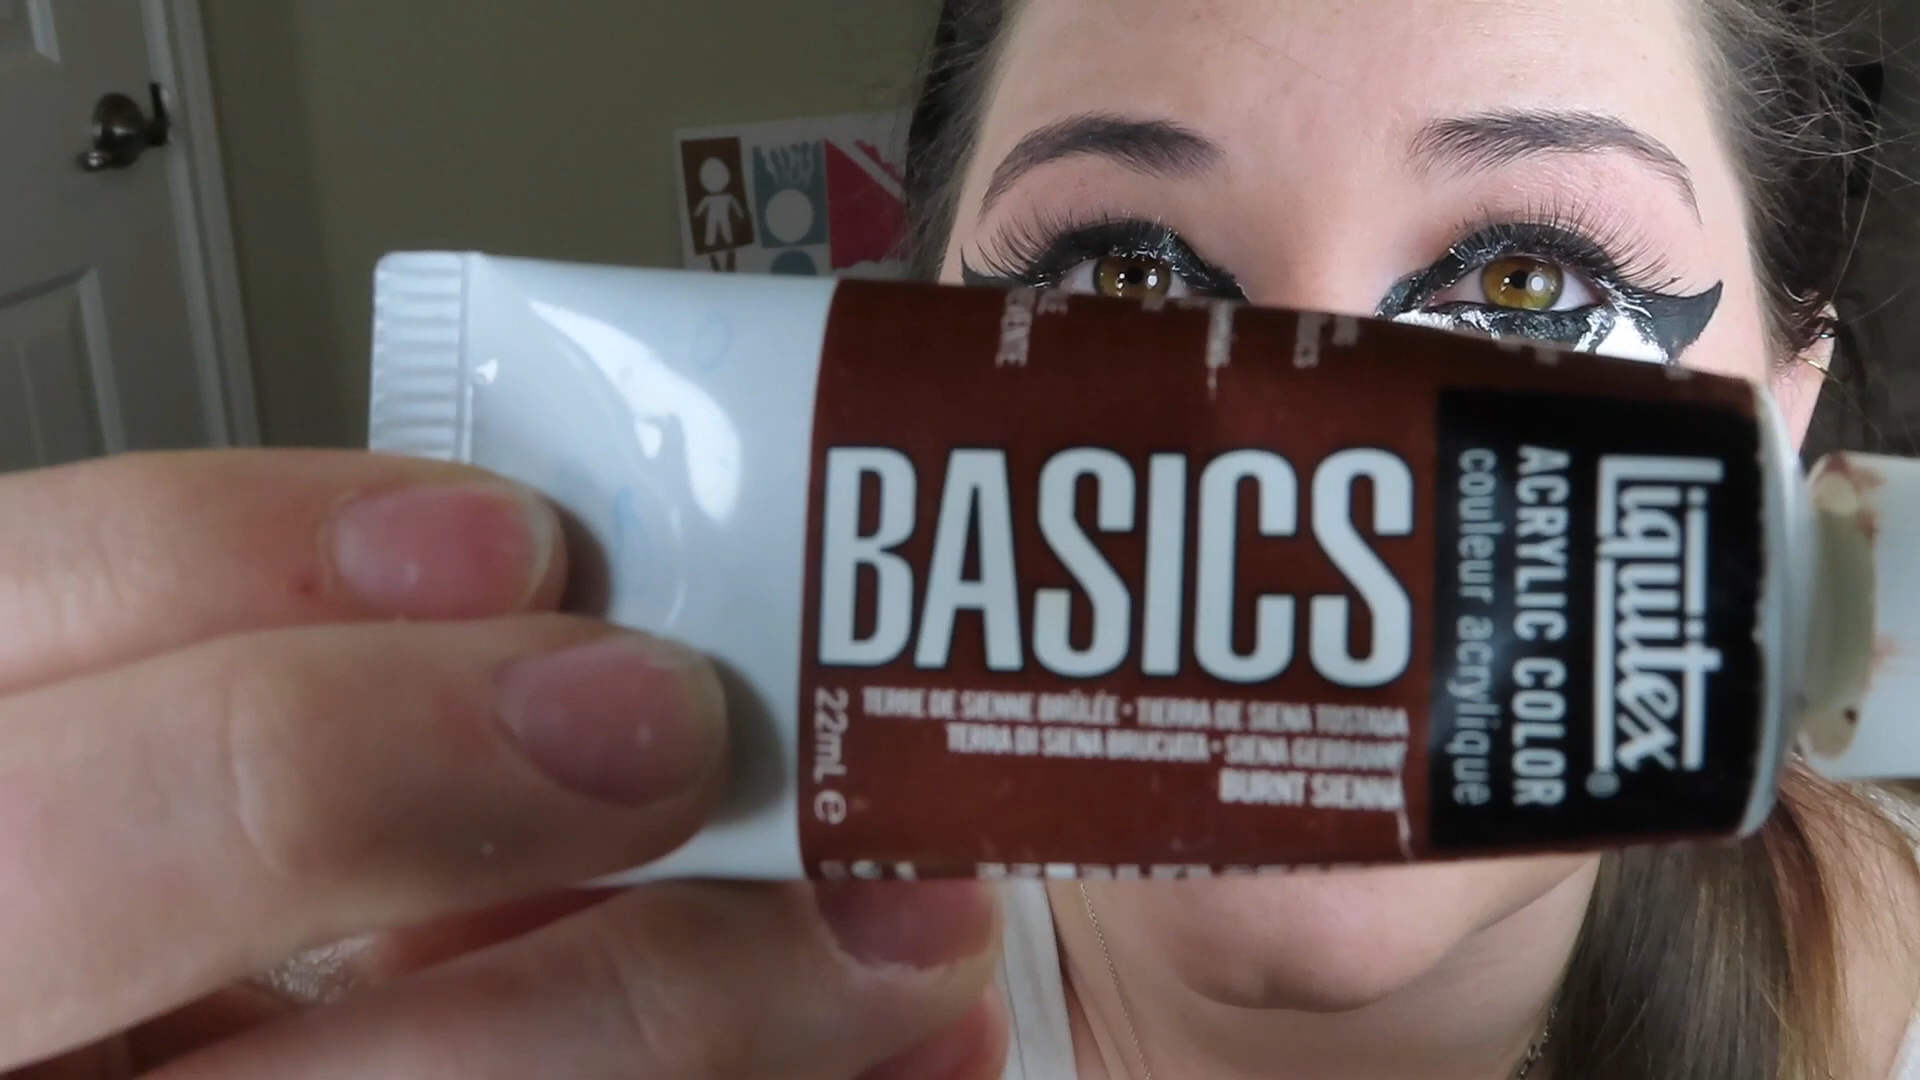 BASICS
TERRE DE SIENNE BRÛLÉE • TIERRA DE SIENA TOSTADA
TERRA DI SIENA BRUCIATA • SIENA GEBRANNT
BURNT SIENNA
22mL e
Liquitex®
ACRYLIC COLOR
couleur acrylique